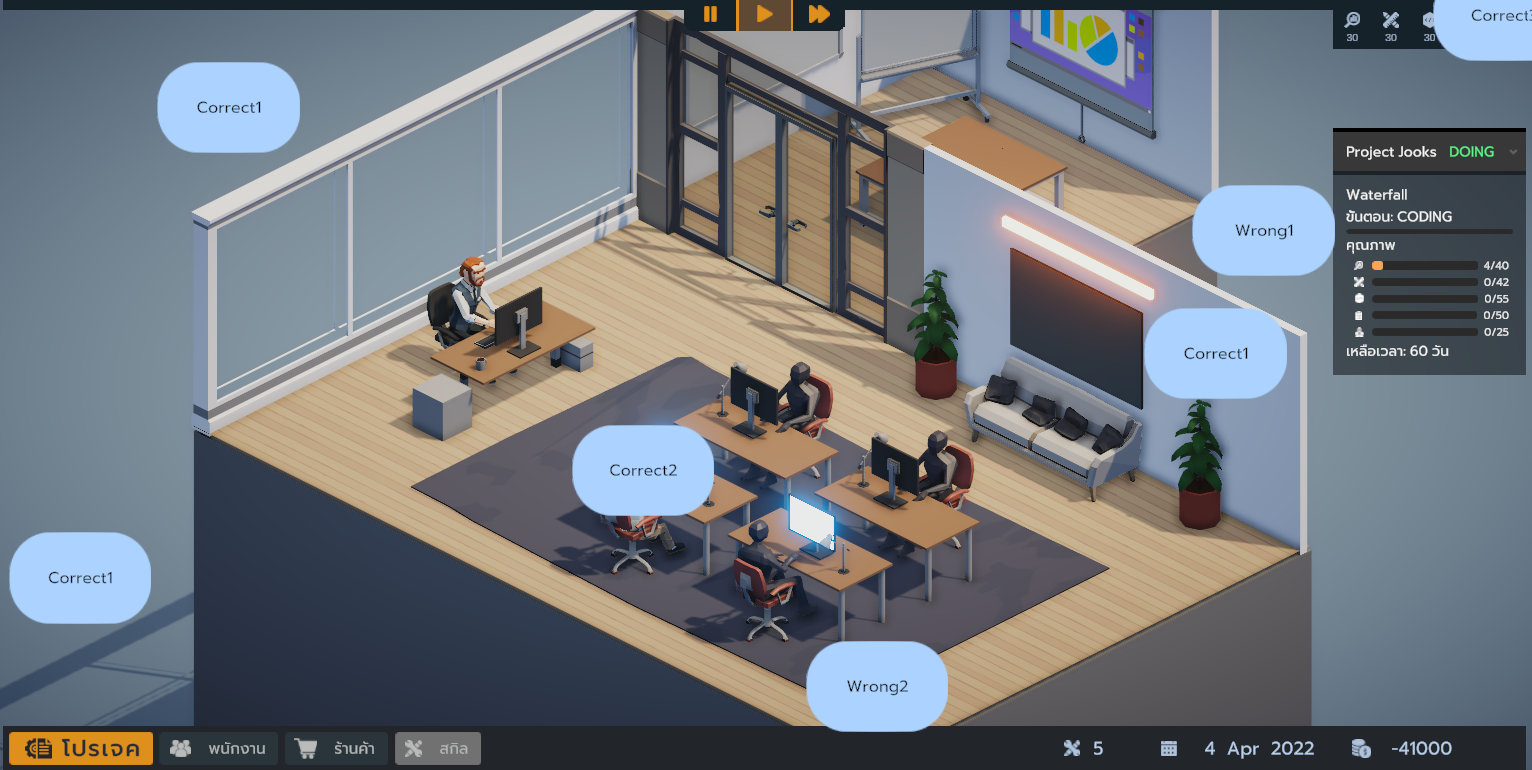 30 30 30
Correct
Correct1
Project Jooks DOING
Waterfall
ขั้นตอน: CODING
คุณภาพ
4/40
0/42
0/55
0/50
0/25
เหลือเวลา: 60 วัน
Wrong1
Correct1
Correct2
Correct1
Wrong2
โปรเจค
พนักงาน
ร้านค้า
สกิล
5
4 Apr 2022
-41000